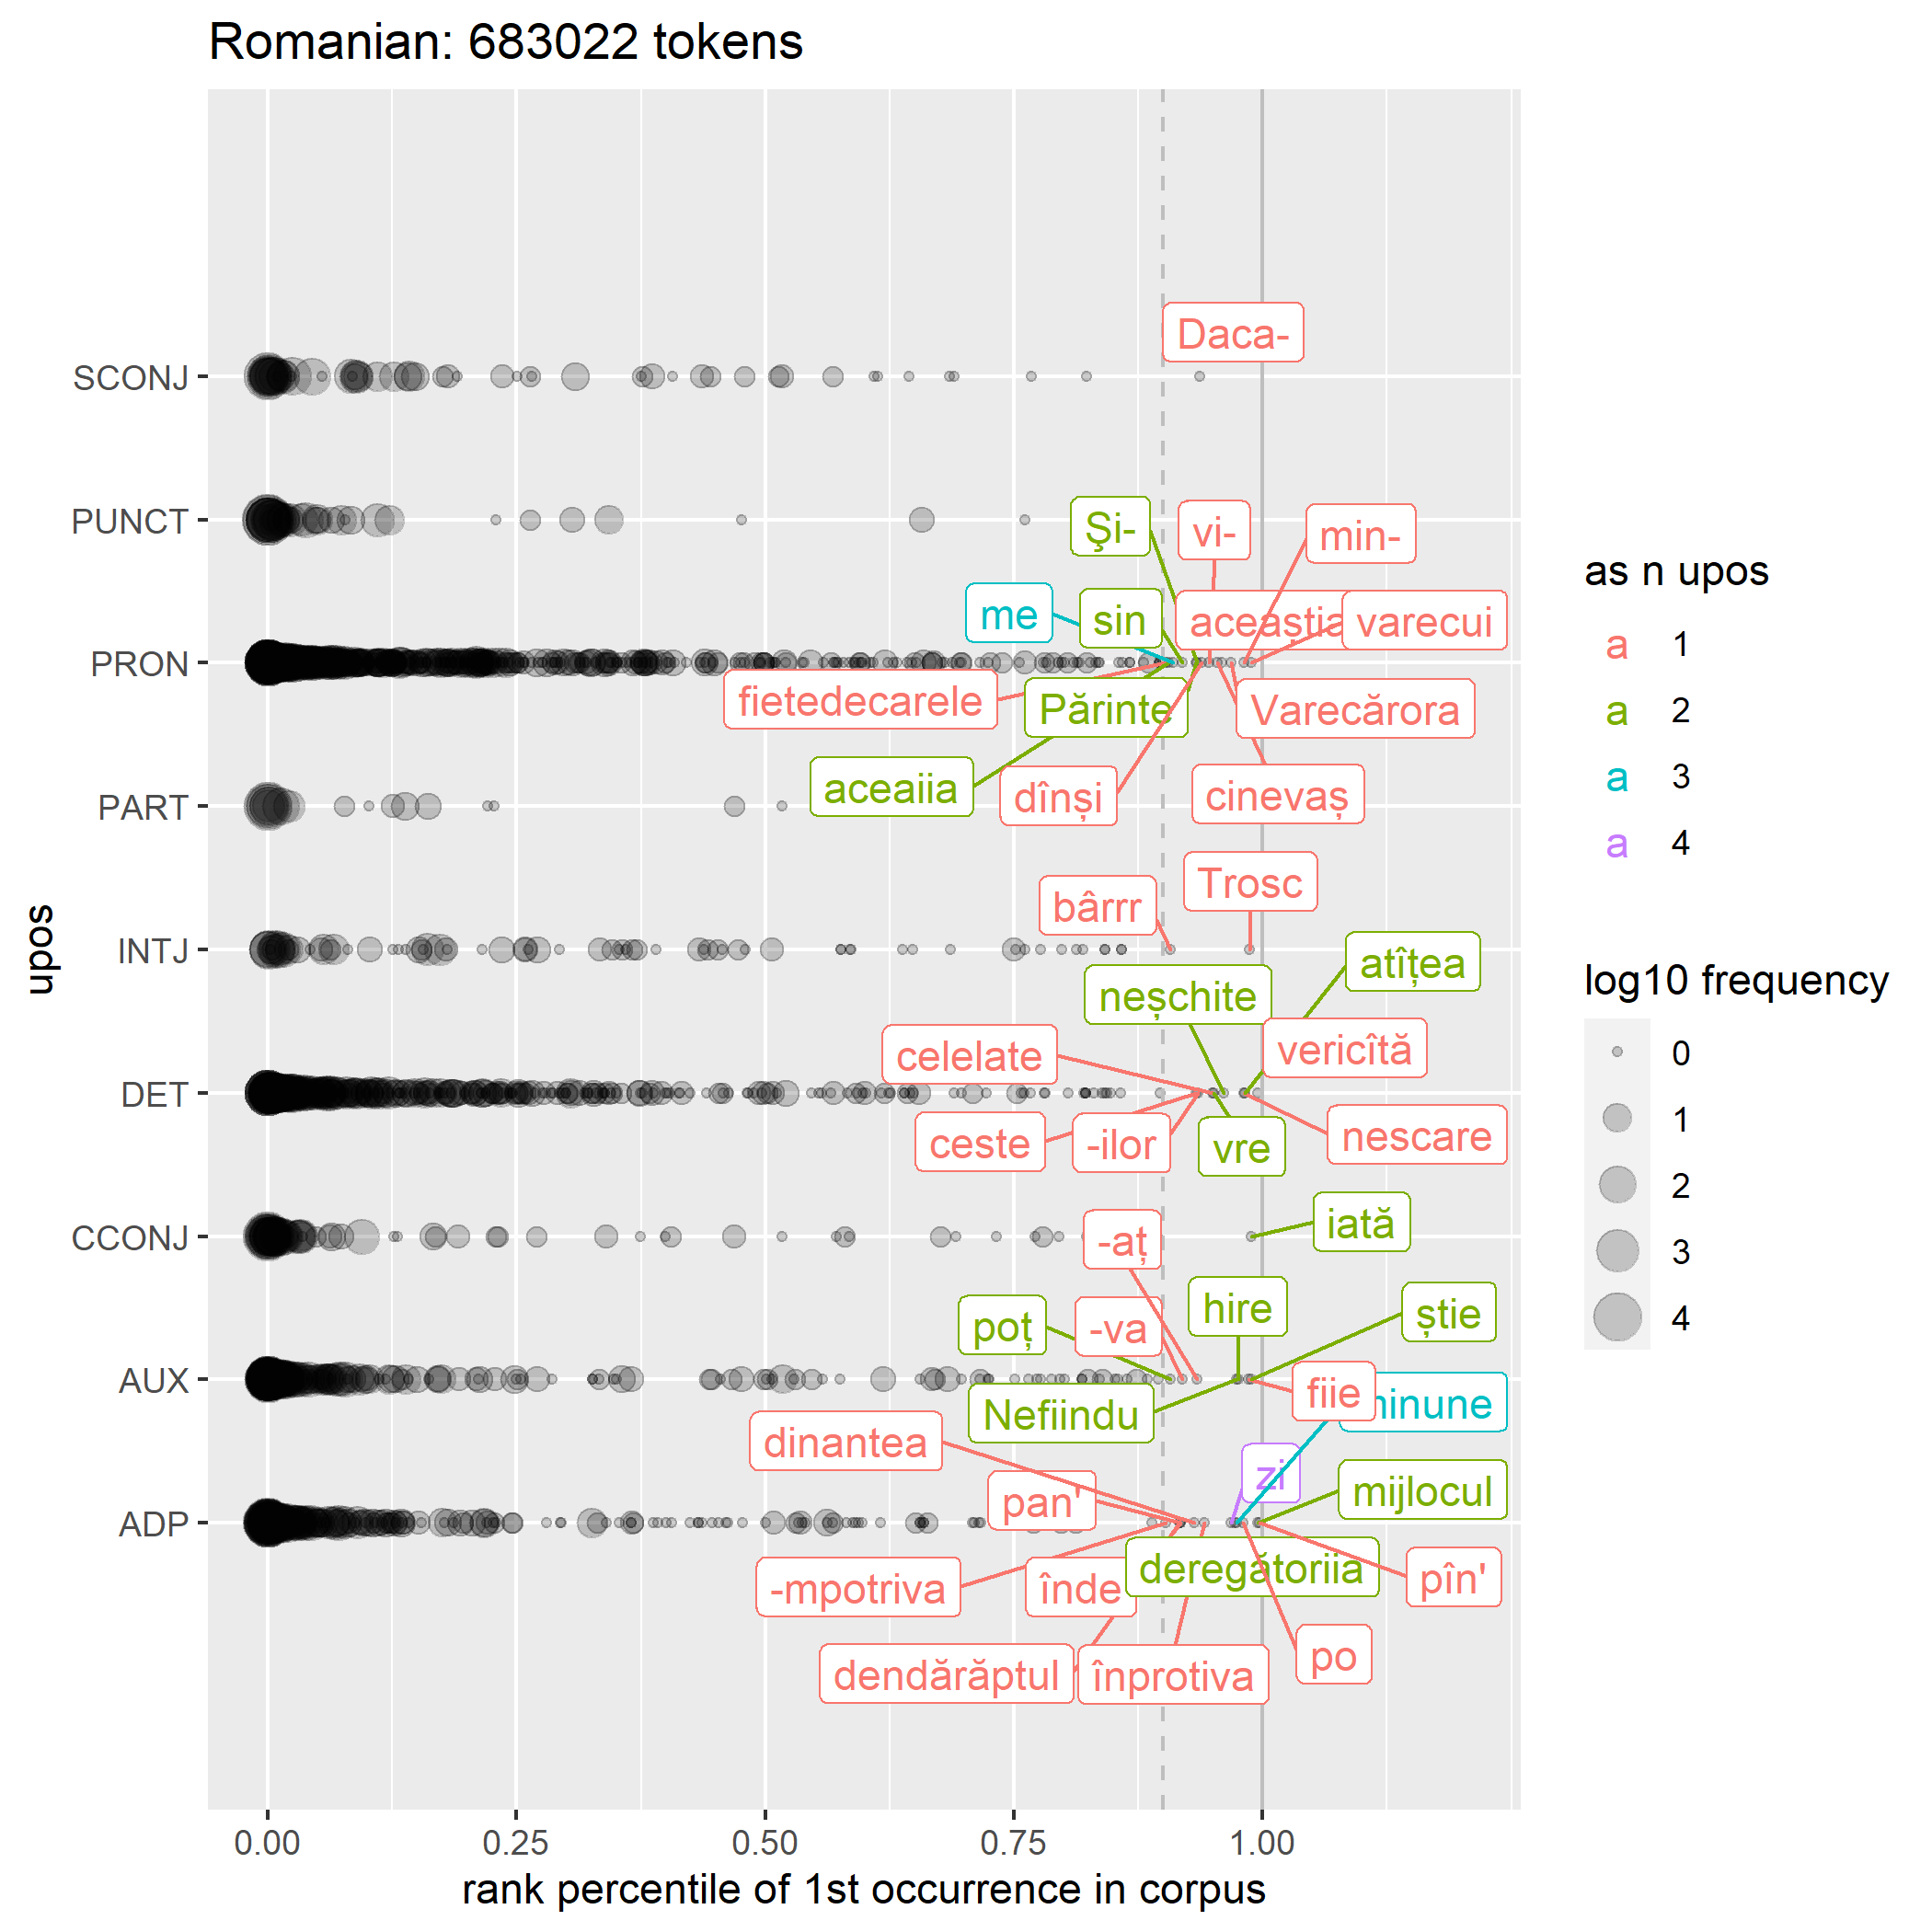 Romanian: 683022 tokens
Daca-
SCONJ
PUNCT
Şi-
vi-
min-
me
sin
aceaștia
varecui
PRON
fietedecarele
Părinte
Varecărora
aceaiia
dînși
cinevaș
PART
bârrr
Trosc
INTJ
neșchite
atîțea
celelate
vericîtă
DET
ceste
-ilor
vre
nescare
CCONJ
-aț
iată
poț
-va
hire
știe
AUX
Nefiindu
fiie
dinantea
zi
mijlocul
pan'
ADP
-mpotriva
înde
deregătoriia
pîn'
dendărăptul
înprotiva
po
0.00
0.25
0.50
0.75
1.00
rank percentile of 1st occurrence in corpus
upos
as n upos
a 1
a 2
a 3
a 4
log10 frequency
0
1
2
3
4